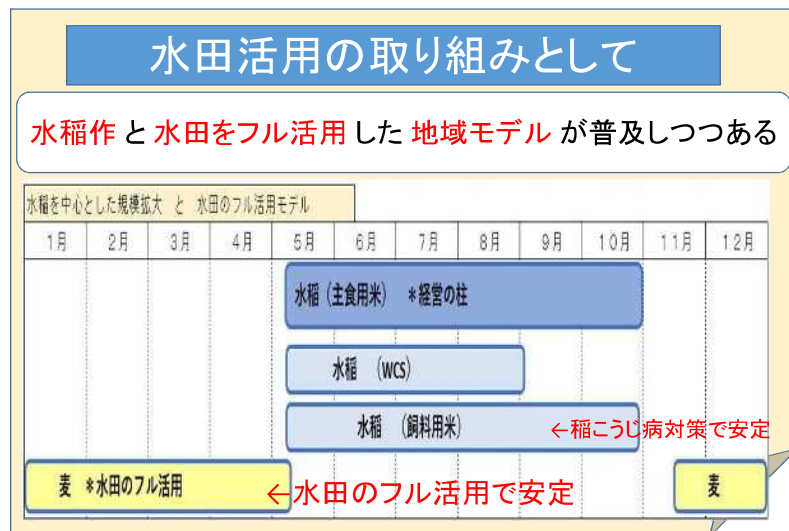 水田活用の取り組みとして
水稲作 と 水田をフル活用 した 地域モデル が普及しつつある
水稲を中心とした規模拡大　と　水田のフル活用モデル
1月 2月 3月 4月 5月 6月 7月 8月 9月 10月 11月 12月
水稲（主食用米）　＊経営の柱
水稲　（WCS）
水稲　（飼料用米） ←稲こうじ病対策で安定
麦　＊水田のフル活用 ←水田のフル活用で安定 麦